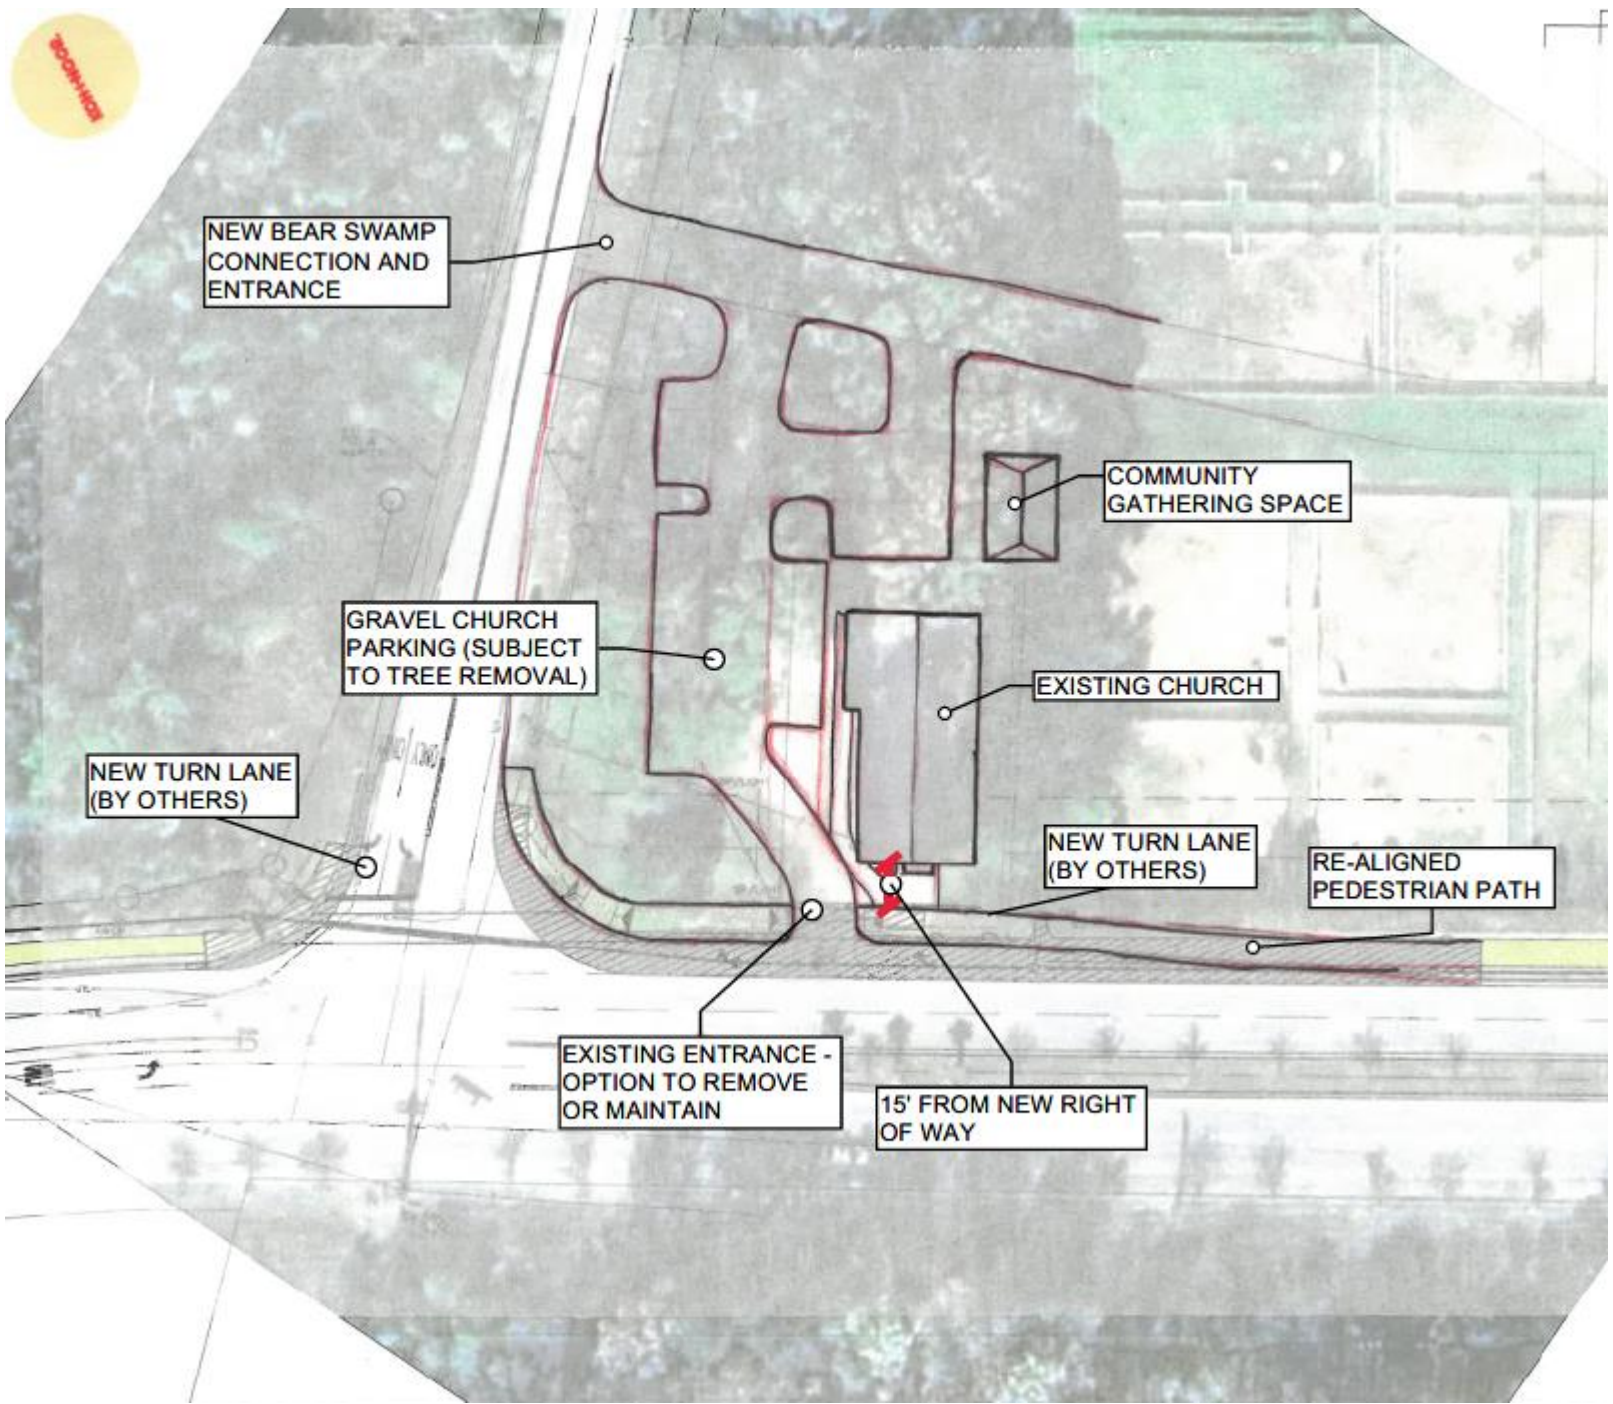 NEW BEAR SWAMP
CONNECTION AND
ENTRANCE
COMMUNITY
GATHERING SPACE
GRAVEL CHURCH
PARKING (SUBJECT
TO TREE REMOVAL)
EXISTING CHURCH
NEW TURN LANE
(BY OTHERS)
NEW TURN LANE
(BY OTHERS)
RE-ALIGNED
PEDESTRIAN PATH
EXISTING ENTRANCE -
OPTION TO REMOVE
OR MAINTAIN
15' FROM NEW RIGHT
OF WAY